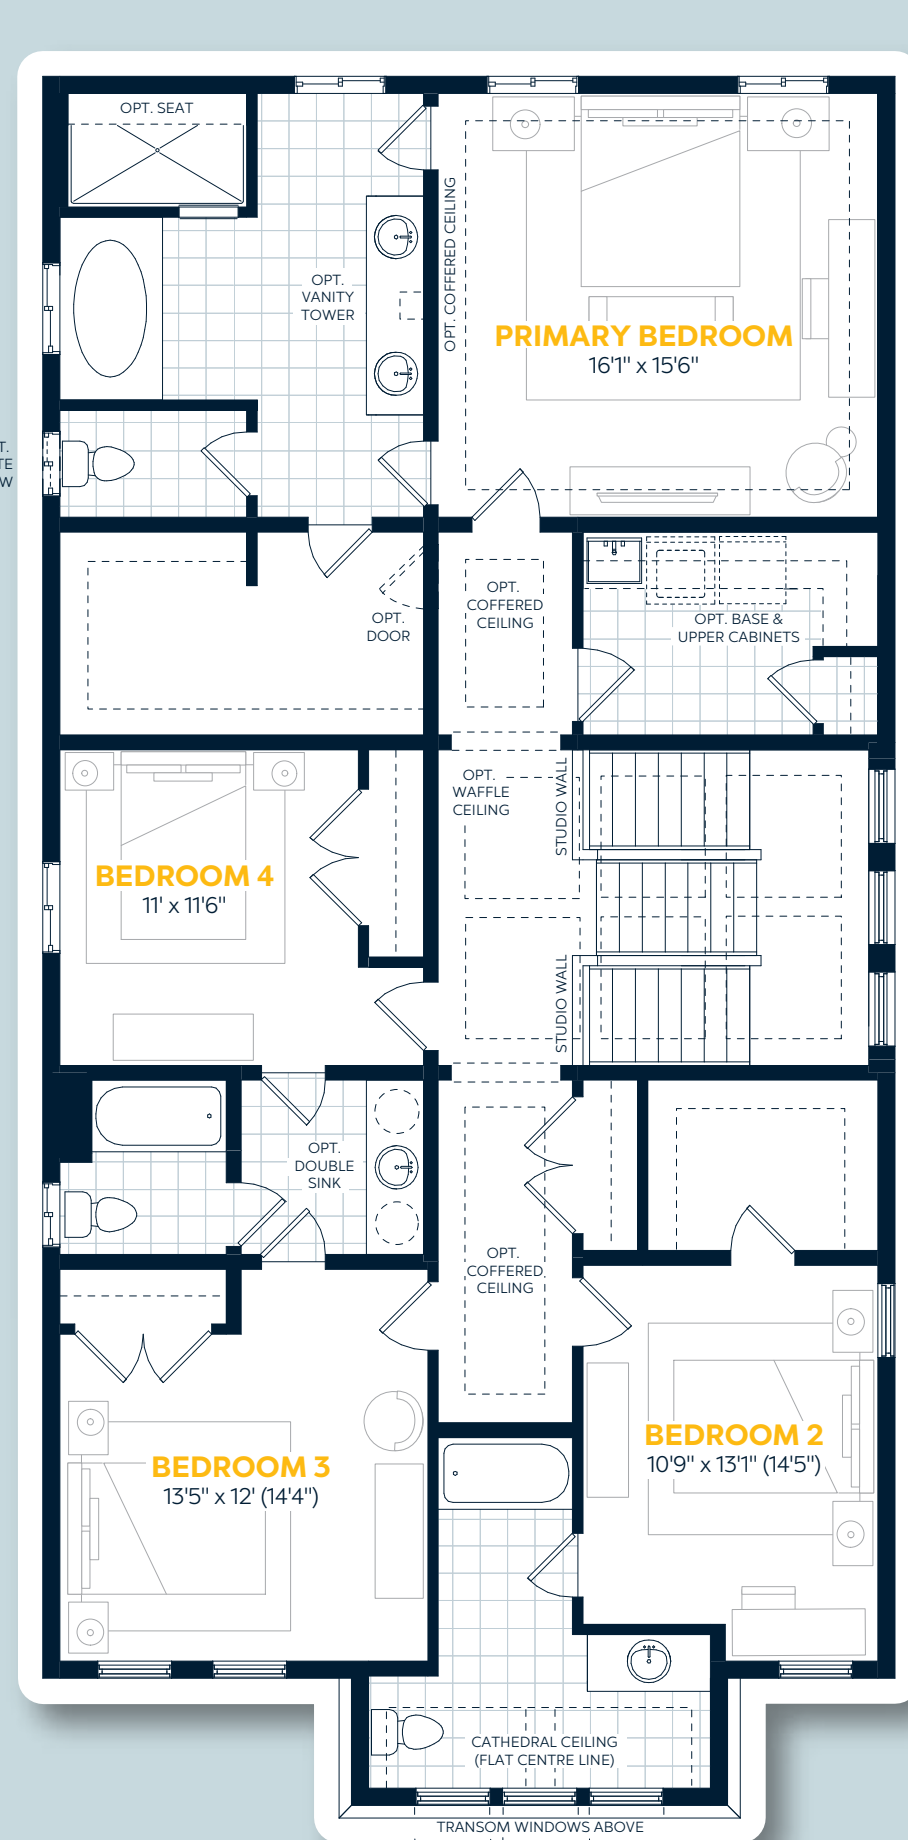 OPT. SEAT
OPT. COFFERED CEILING
OPT.
VANITY
TOWER
PRIMARY BEDROOM
16'1" x 15'6"
OPT.
COFFERED
CEILING
OPT.
DOOR
OPT. BASE &
UPPER CABINETS
OPT.
WAFFLE
CEILING
STUDIO WALL
BEDROOM 4
11' x 11'6"
STUDIO WALL
OPT.
DOUBLE
SINK
OPT.
COFFERED
CEILING
BEDROOM 2
10'9" x 13'1" (14'5")
BEDROOM 3
13'5" x 12' (14'4")
CATHEDRAL CEILING
(FLAT CENTRE LINE)
TRANSOM WINDOWS ABOVE